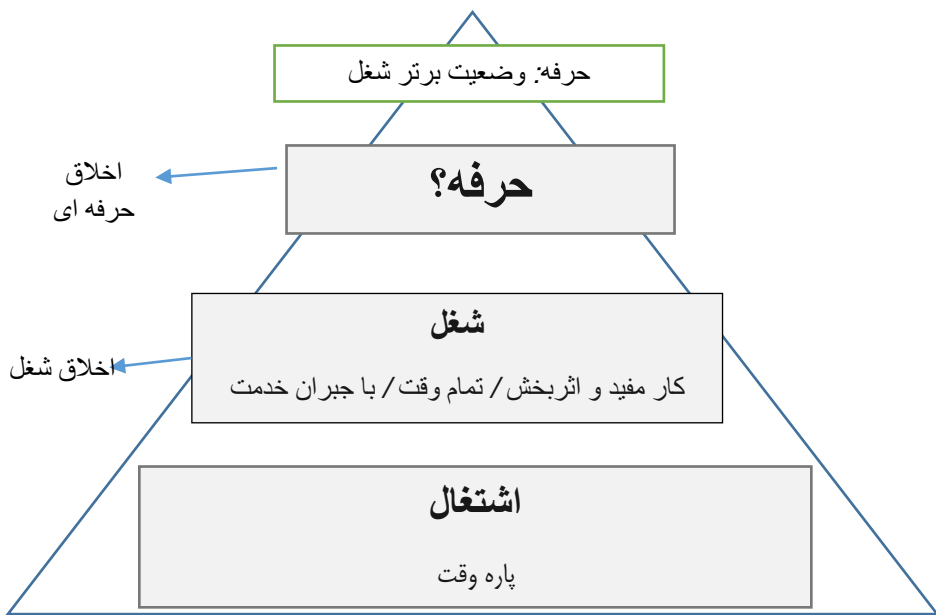 حرفه: وضعیت برتر شغل
حرفه؟
اخلاق
حرفه ای
شغل
کار مفید و اثربخش / تمام وقت / با جبران خدمت
اخلاق شغل
اشتغال
پاره وقت